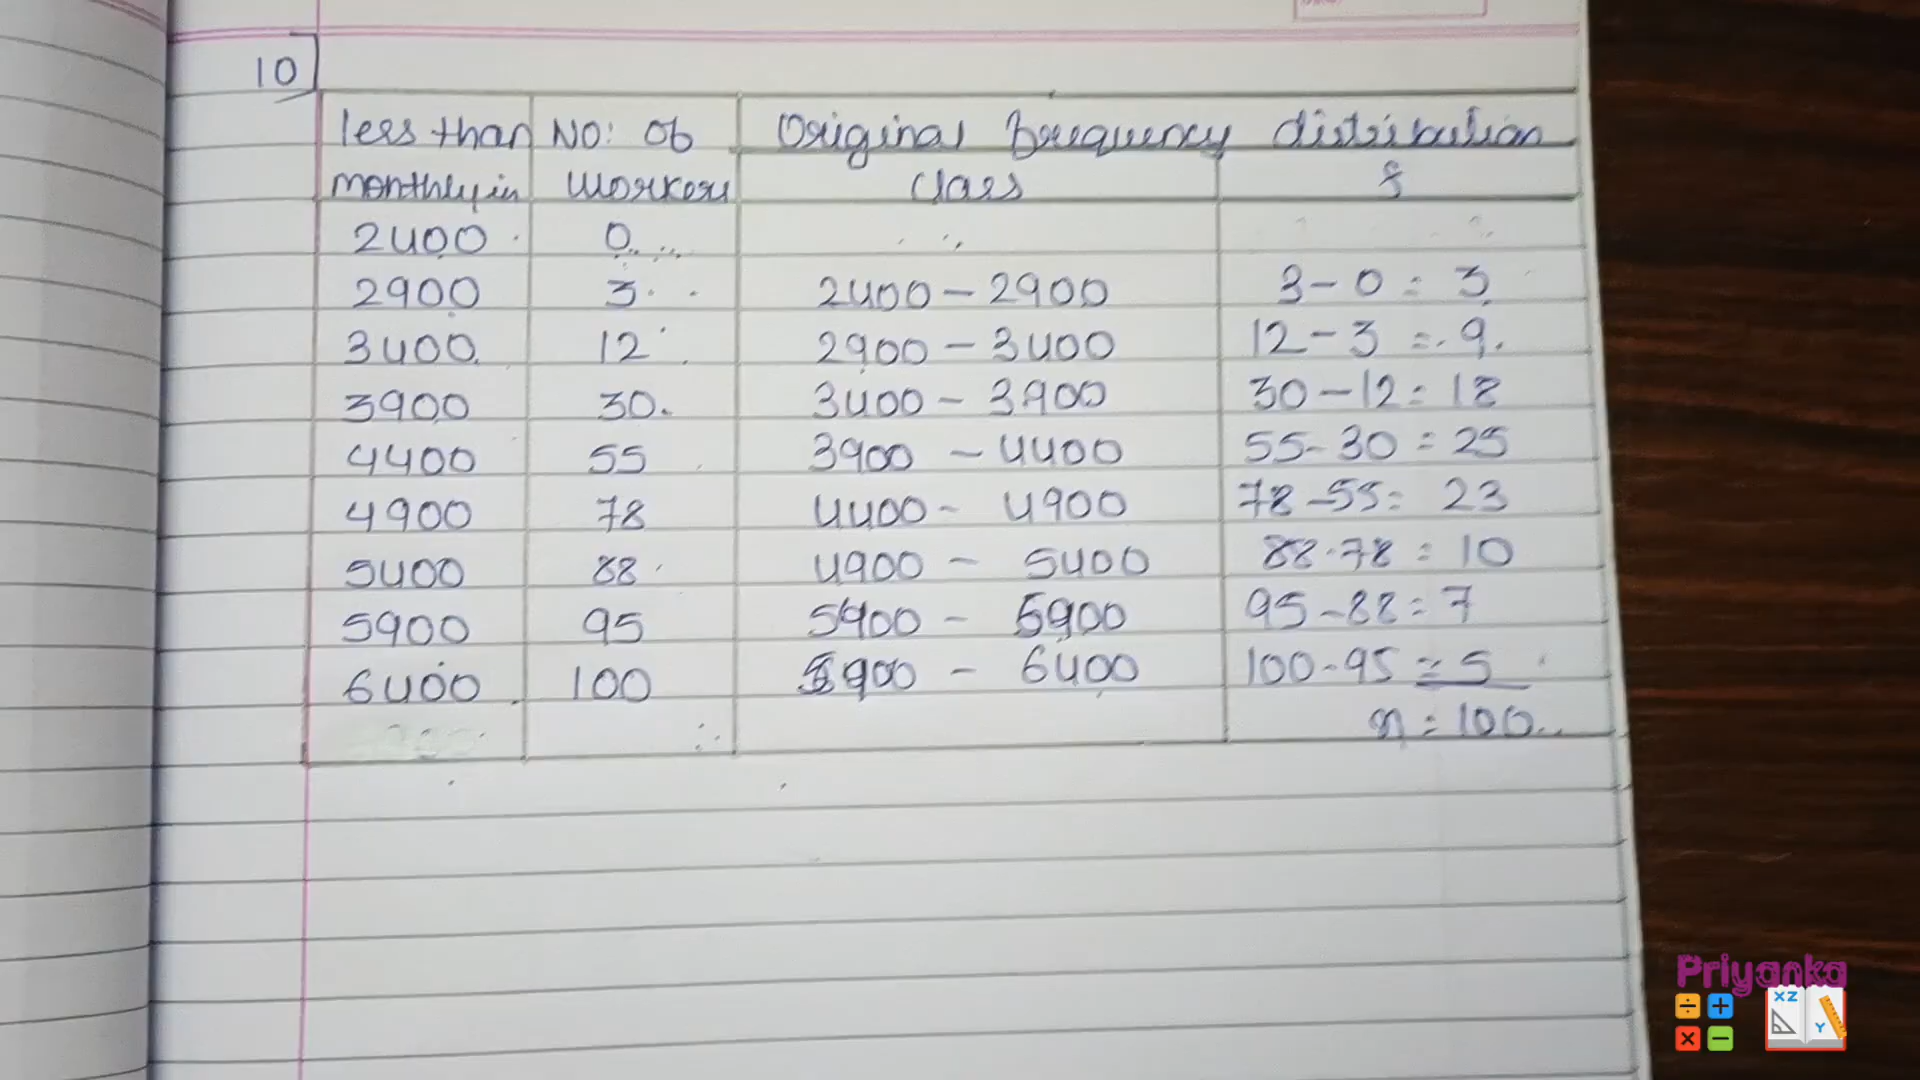 10
less than No: of Original frequency distribution
monthly in workers class f
2400 0
2900 3 2400 - 2900 3 - 0 = 3
3400 12 2900 - 3400 12 - 3 = 9
3900 30 3400 - 3900 30 - 12 = 18
4400 55 3900 - 4400 55 - 30 = 25
4900 78 4400 - 4900 78 - 55 = 23
5400 88 4900 - 5400 88 - 78 = 10
5900 95 5400 - 5900 95 - 88 = 7
6400 100 5900 - 6400 100 - 95 = 5
n = 100
Priyanka
÷ + XZ
× − Y